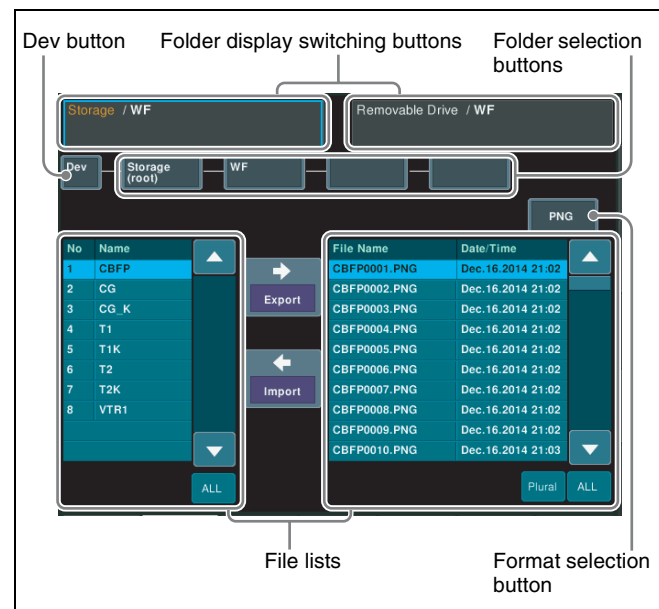 Dev button
Folder display switching buttons
Folder selection
buttons
Storage / WF
Removable Drive / WF
Dev
Storage
(root)
WF
PNG
No Name
1 CBFP
2 CG
3 CG_K
4 T1
5 T1K
6 T2
7 T2K
8 VTR1
ALL
Export
Import
File Name Date/Time
CBFP0001.PNG Dec.16.2014 21:02
CBFP0002.PNG Dec.16.2014 21:02
CBFP0003.PNG Dec.16.2014 21:02
CBFP0004.PNG Dec.16.2014 21:02
CBFP0005.PNG Dec.16.2014 21:02
CBFP0006.PNG Dec.16.2014 21:02
CBFP0007.PNG Dec.16.2014 21:02
CBFP0008.PNG Dec.16.2014 21:02
CBFP0009.PNG Dec.16.2014 21:02
CBFP0010.PNG Dec.16.2014 21:03
Plural ALL
File lists
Format selection
button